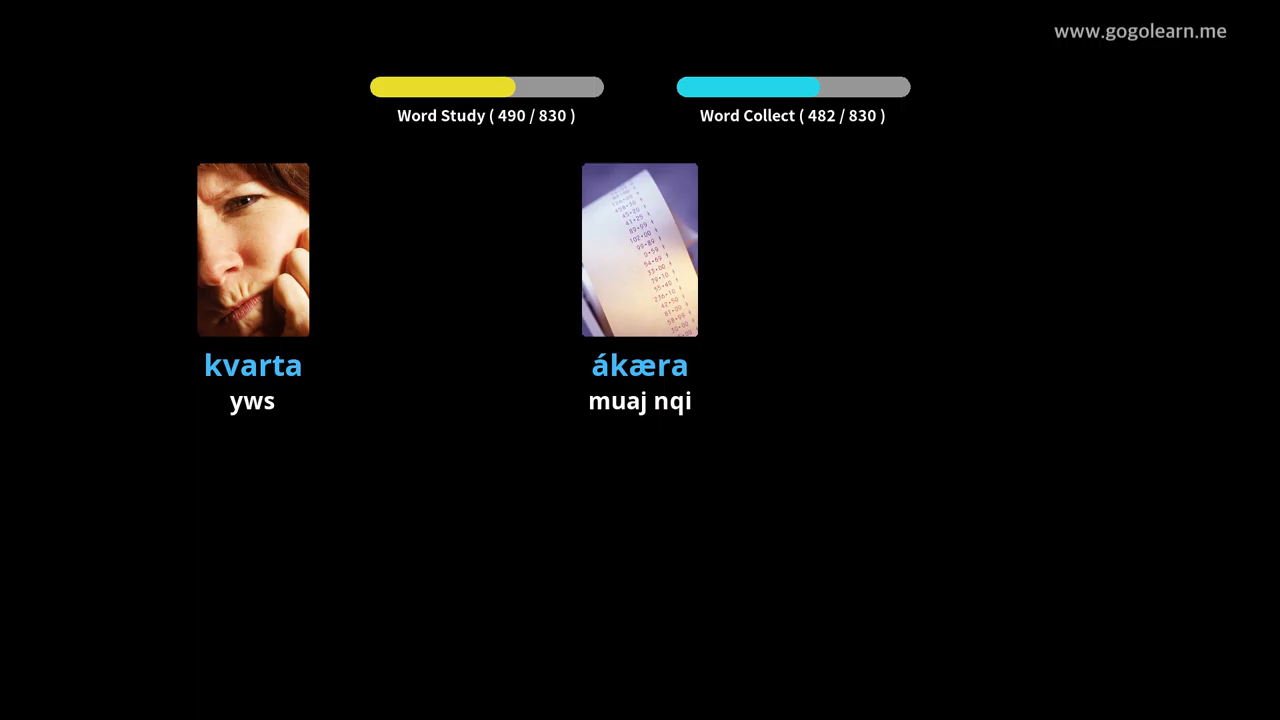 www.gogolearn.me
Word Study ( 490 / 830 )
Word Collect ( 482 / 830 )
kvarta
yws
ákæra
muaj nqi